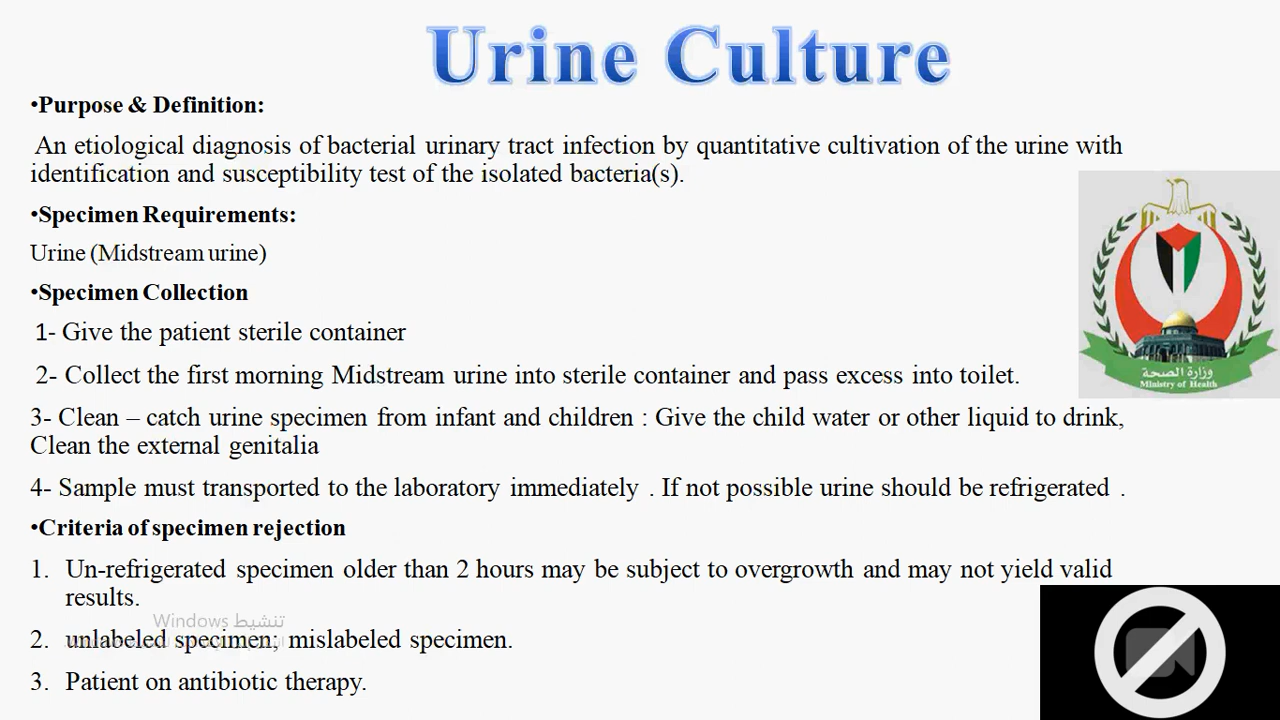 Urine Culture
•Purpose & Definition:
An etiological diagnosis of bacterial urinary tract infection by quantitative cultivation of the urine with
identification and susceptibility test of the isolated bacteria(s).
•Specimen Requirements:
Urine (Midstream urine)
•Specimen Collection
1- Give the patient sterile container
2- Collect the first morning Midstream urine into sterile container and pass excess into toilet.
3- Clean – catch urine specimen from infant and children : Give the child water or other liquid to drink,
Clean the external genitalia
4- Sample must transported to the laboratory immediately . If not possible urine should be refrigerated .
•Criteria of specimen rejection
1. Un-refrigerated specimen older than 2 hours may be subject to overgrowth and may not yield valid
results.
2. unlabeled specimen; mislabeled specimen.
3. Patient on antibiotic therapy.
وزارة الصحة
Ministry of Health
تنشيط Windows